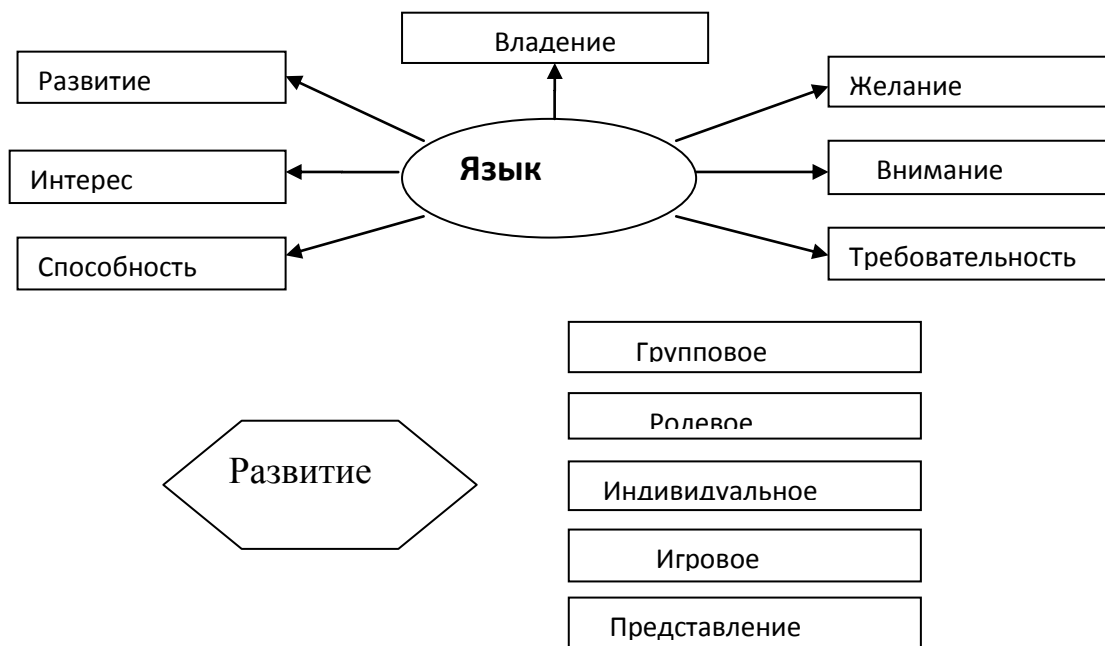 Владение
Развитие
Желание
Язык
Интерес
Внимание
Способность
Требовательность
Групповое
Ролевое
Развитие
Индивидуальное
Игровое
Представление